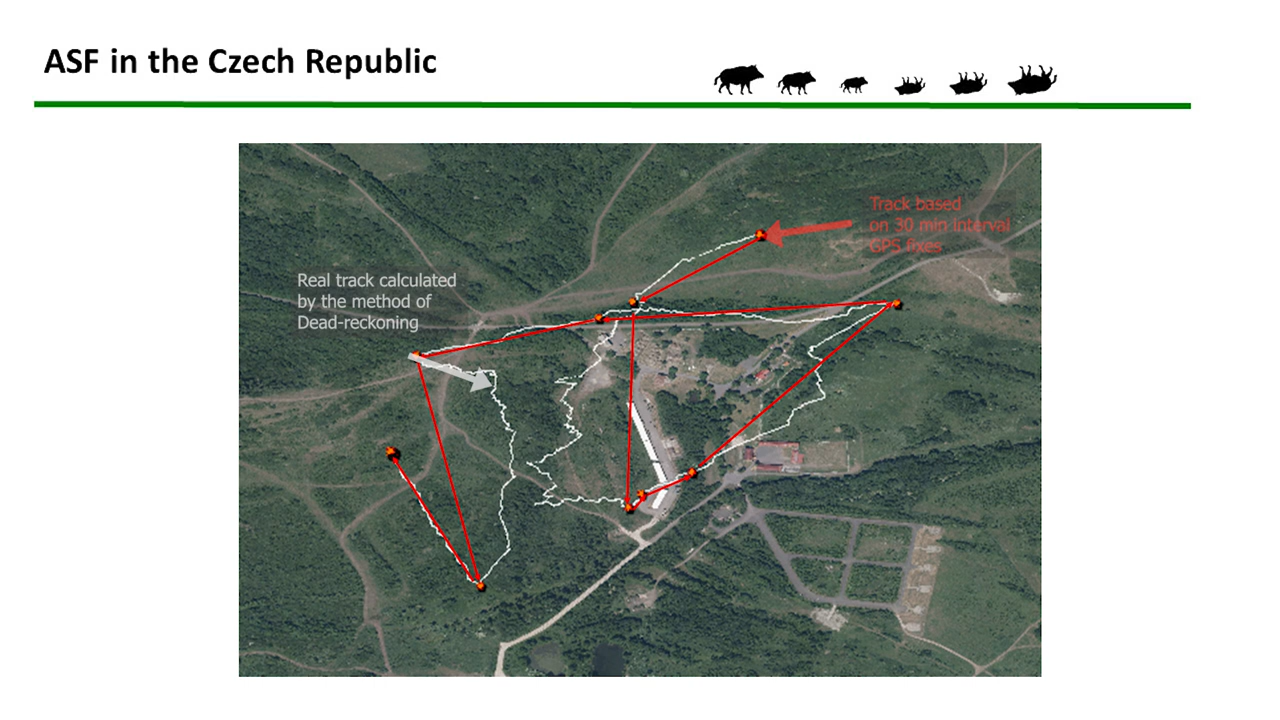 ASF in the Czech Republic
Track based
on 30 min interval
GPS fixes
Real track calculated
by the method of
Dead-reckoning